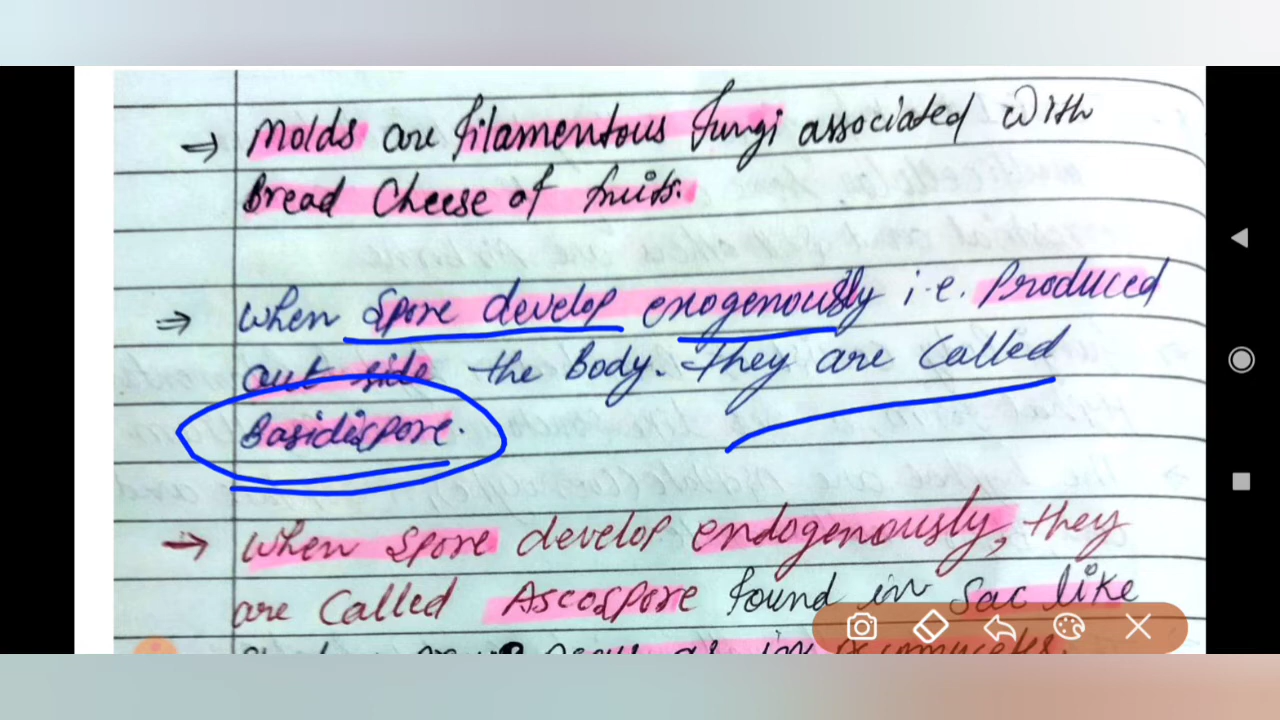 ⇒ Molds are filamentous fungi associated with
Bread Cheese of fruits.
⇒ When Spore develop exogenously i.e. Produced
out side the Body. They are Called
Basidispore.
→ When Spore develop endogenously, they
are Called Ascospore found in Sac like